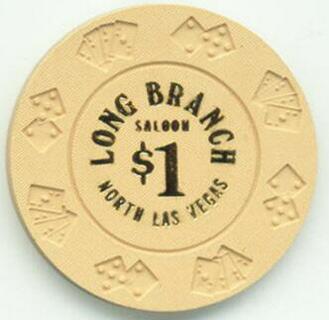 LONG BRANCH
SALOON
$1
NORTH LAS VEGAS